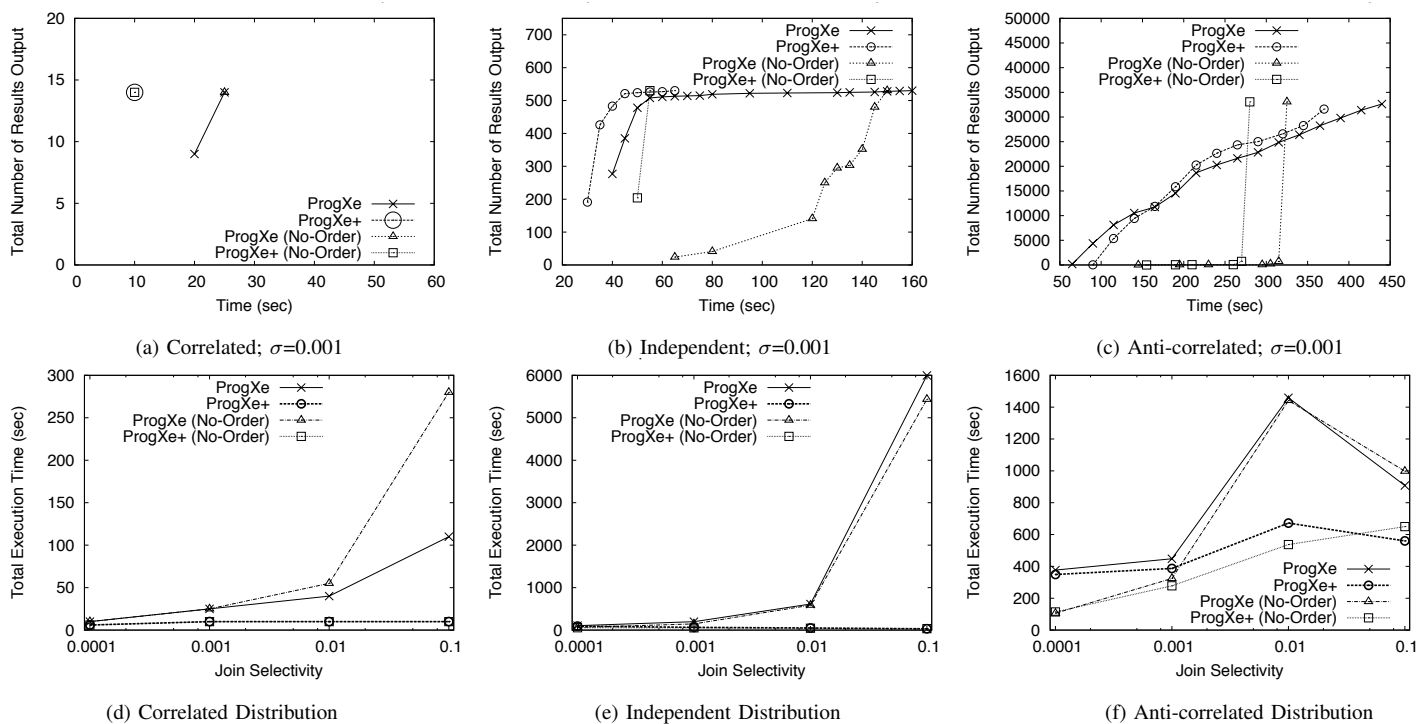 Total Number of Results Output
20
15
10
5
0
0 10 20 30 40 50 60
Time (sec)
ProgXe
ProgXe+
ProgXe (No-Order)
ProgXe+ (No-Order)
(a) Correlated; σ=0.001
Total Number of Results Output
700
600
500
400
300
200
100
0
20 40 60 80 100 120 140 160
Time (sec)
ProgXe
ProgXe+
ProgXe (No-Order)
ProgXe+ (No-Order)
(b) Independent; σ=0.001
Total Number of Results Output
50000
45000
40000
35000
30000
25000
20000
15000
10000
5000
0
50 100 150 200 250 300 350 400 450
Time (sec)
ProgXe
ProgXe+
ProgXe (No-Order)
ProgXe+ (No-Order)
(c) Anti-correlated; σ=0.001
Total Execution Time (sec)
300
250
200
150
100
50
0
0.0001 0.001 0.01 0.1
Join Selectivity
ProgXe
ProgXe+
ProgXe (No-Order)
ProgXe+ (No-Order)
(d) Correlated Distribution
Total Execution Time (sec)
6000
5000
4000
3000
2000
1000
0
0.0001 0.001 0.01 0.1
Join Selectivity
ProgXe
ProgXe+
ProgXe (No-Order)
ProgXe+ (No-Order)
(e) Independent Distribution
Total Execution Time (sec)
1600
1400
1200
1000
800
600
400
200
0
0.0001 0.001 0.01 0.1
Join Selectivity
ProgXe
ProgXe+
ProgXe (No-Order)
ProgXe+ (No-Order)
(f) Anti-correlated Distribution